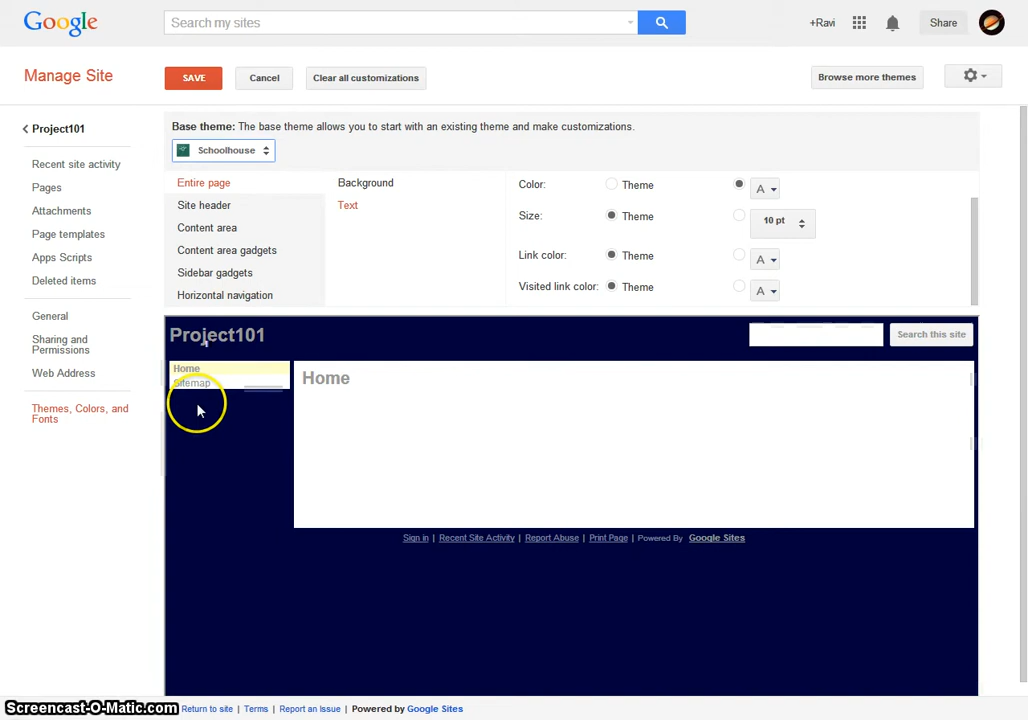 Google
Search my sites
+Ravi
Share
Manage Site
SAVE
Cancel
Clear all customizations
Browse more themes
Project101
Recent site activity
Pages
Attachments
Page templates
Apps Scripts
Deleted items
General
Sharing and
Permissions
Web Address
Themes, Colors, and
Fonts
Base theme: The base theme allows you to start with an existing theme and make customizations.
Schoolhouse
Entire page
Site header
Content area
Content area gadgets
Sidebar gadgets
Horizontal navigation
Background
Text
Color: Theme A
Size: Theme 10 pt
Link color: Theme A
Visited link color: Theme A
Project101
Search this site
Home
Sitemap
Home
Sign in | Recent Site Activity | Report Abuse | Print Page | Powered By Google Sites
Screencast-O-Matic.com
Return to site | Terms | Report an Issue | Powered by Google Sites